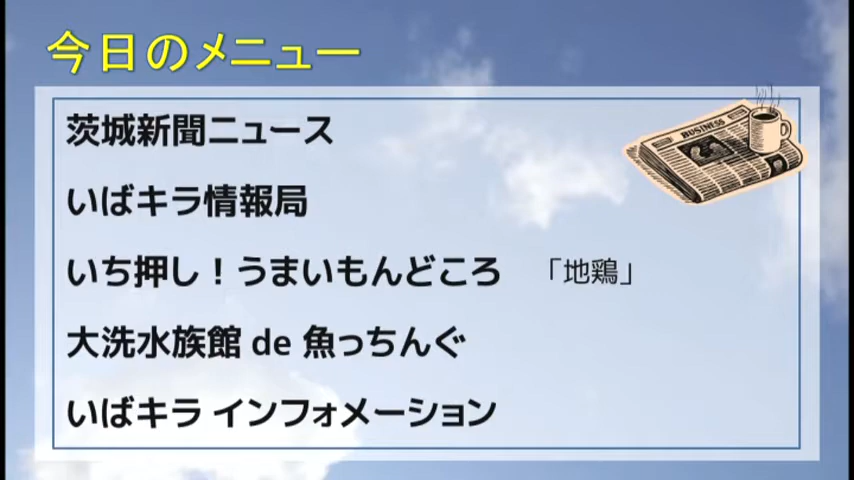 今日のメニュー
茨城新聞ニュース
いばキラ情報局
いち押し！うまいもんどころ 「地鶏」
大洗水族館 de 魚っちんぐ
いばキラ インフォメーション
BUSINESS